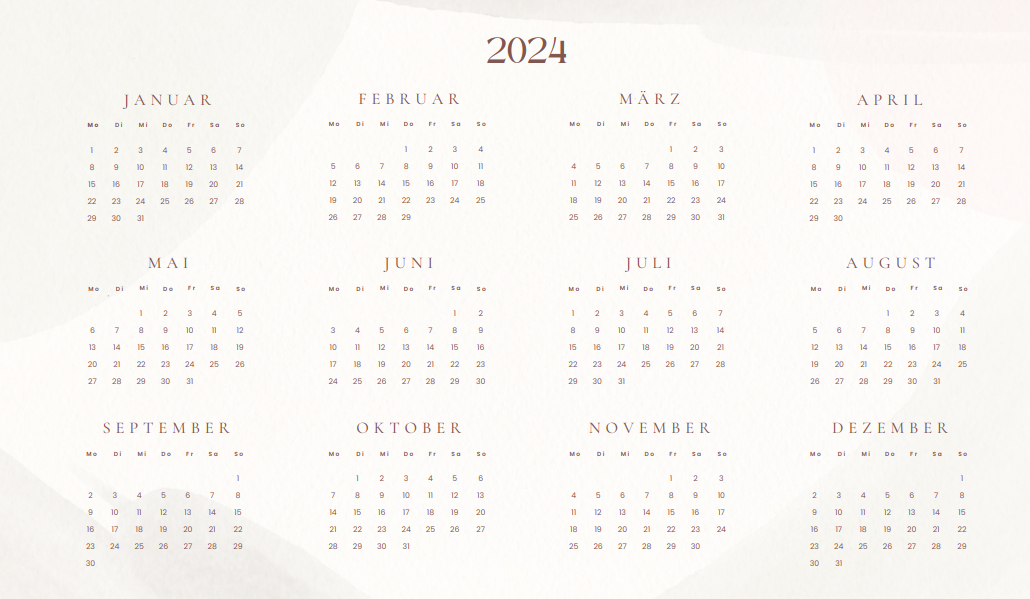 2024
JANUAR
Mo Di Mi Do Fr Sa So
1 2 3 4 5 6 7
8 9 10 11 12 13 14
15 16 17 18 19 20 21
22 23 24 25 26 27 28
29 30 31
FEBRUAR
Mo Di Mi Do Fr Sa So
1 2 3 4
5 6 7 8 9 10 11
12 13 14 15 16 17 18
19 20 21 22 23 24 25
26 27 28 29
MÄRZ
Mo Di Mi Do Fr Sa So
1 2 3
4 5 6 7 8 9 10
11 12 13 14 15 16 17
18 19 20 21 22 23 24
25 26 27 28 29 30 31
APRIL
Mo Di Mi Do Fr Sa So
1 2 3 4 5 6 7
8 9 10 11 12 13 14
15 16 17 18 19 20 21
22 23 24 25 26 27 28
29 30
MAI
Mo Di Mi Do Fr Sa So
1 2 3 4 5
6 7 8 9 10 11 12
13 14 15 16 17 18 19
20 21 22 23 24 25 26
27 28 29 30 31
JUNI
Mo Di Mi Do Fr Sa So
1 2
3 4 5 6 7 8 9
10 11 12 13 14 15 16
17 18 19 20 21 22 23
24 25 26 27 28 29 30
JULI
Mo Di Mi Do Fr Sa So
1 2 3 4 5 6 7
8 9 10 11 12 13 14
15 16 17 18 19 20 21
22 23 24 25 26 27 28
29 30 31
AUGUST
Mo Di Mi Do Fr Sa So
1 2 3 4
5 6 7 8 9 10 11
12 13 14 15 16 17 18
19 20 21 22 23 24 25
26 27 28 29 30 31
SEPTEMBER
Mo Di Mi Do Fr Sa So
1
2 3 4 5 6 7 8
9 10 11 12 13 14 15
16 17 18 19 20 21 22
23 24 25 26 27 28 29
30
OKTOBER
Mo Di Mi Do Fr Sa So
1 2 3 4 5 6
7 8 9 10 11 12 13
14 15 16 17 18 19 20
21 22 23 24 25 26 27
28 29 30 31
NOVEMBER
Mo Di Mi Do Fr Sa So
1 2 3
4 5 6 7 8 9 10
11 12 13 14 15 16 17
18 19 20 21 22 23 24
25 26 27 28 29 30
DEZEMBER
Mo Di Mi Do Fr Sa So
1
2 3 4 5 6 7 8
9 10 11 12 13 14 15
16 17 18 19 20 21 22
23 24 25 26 27 28 29
30 31